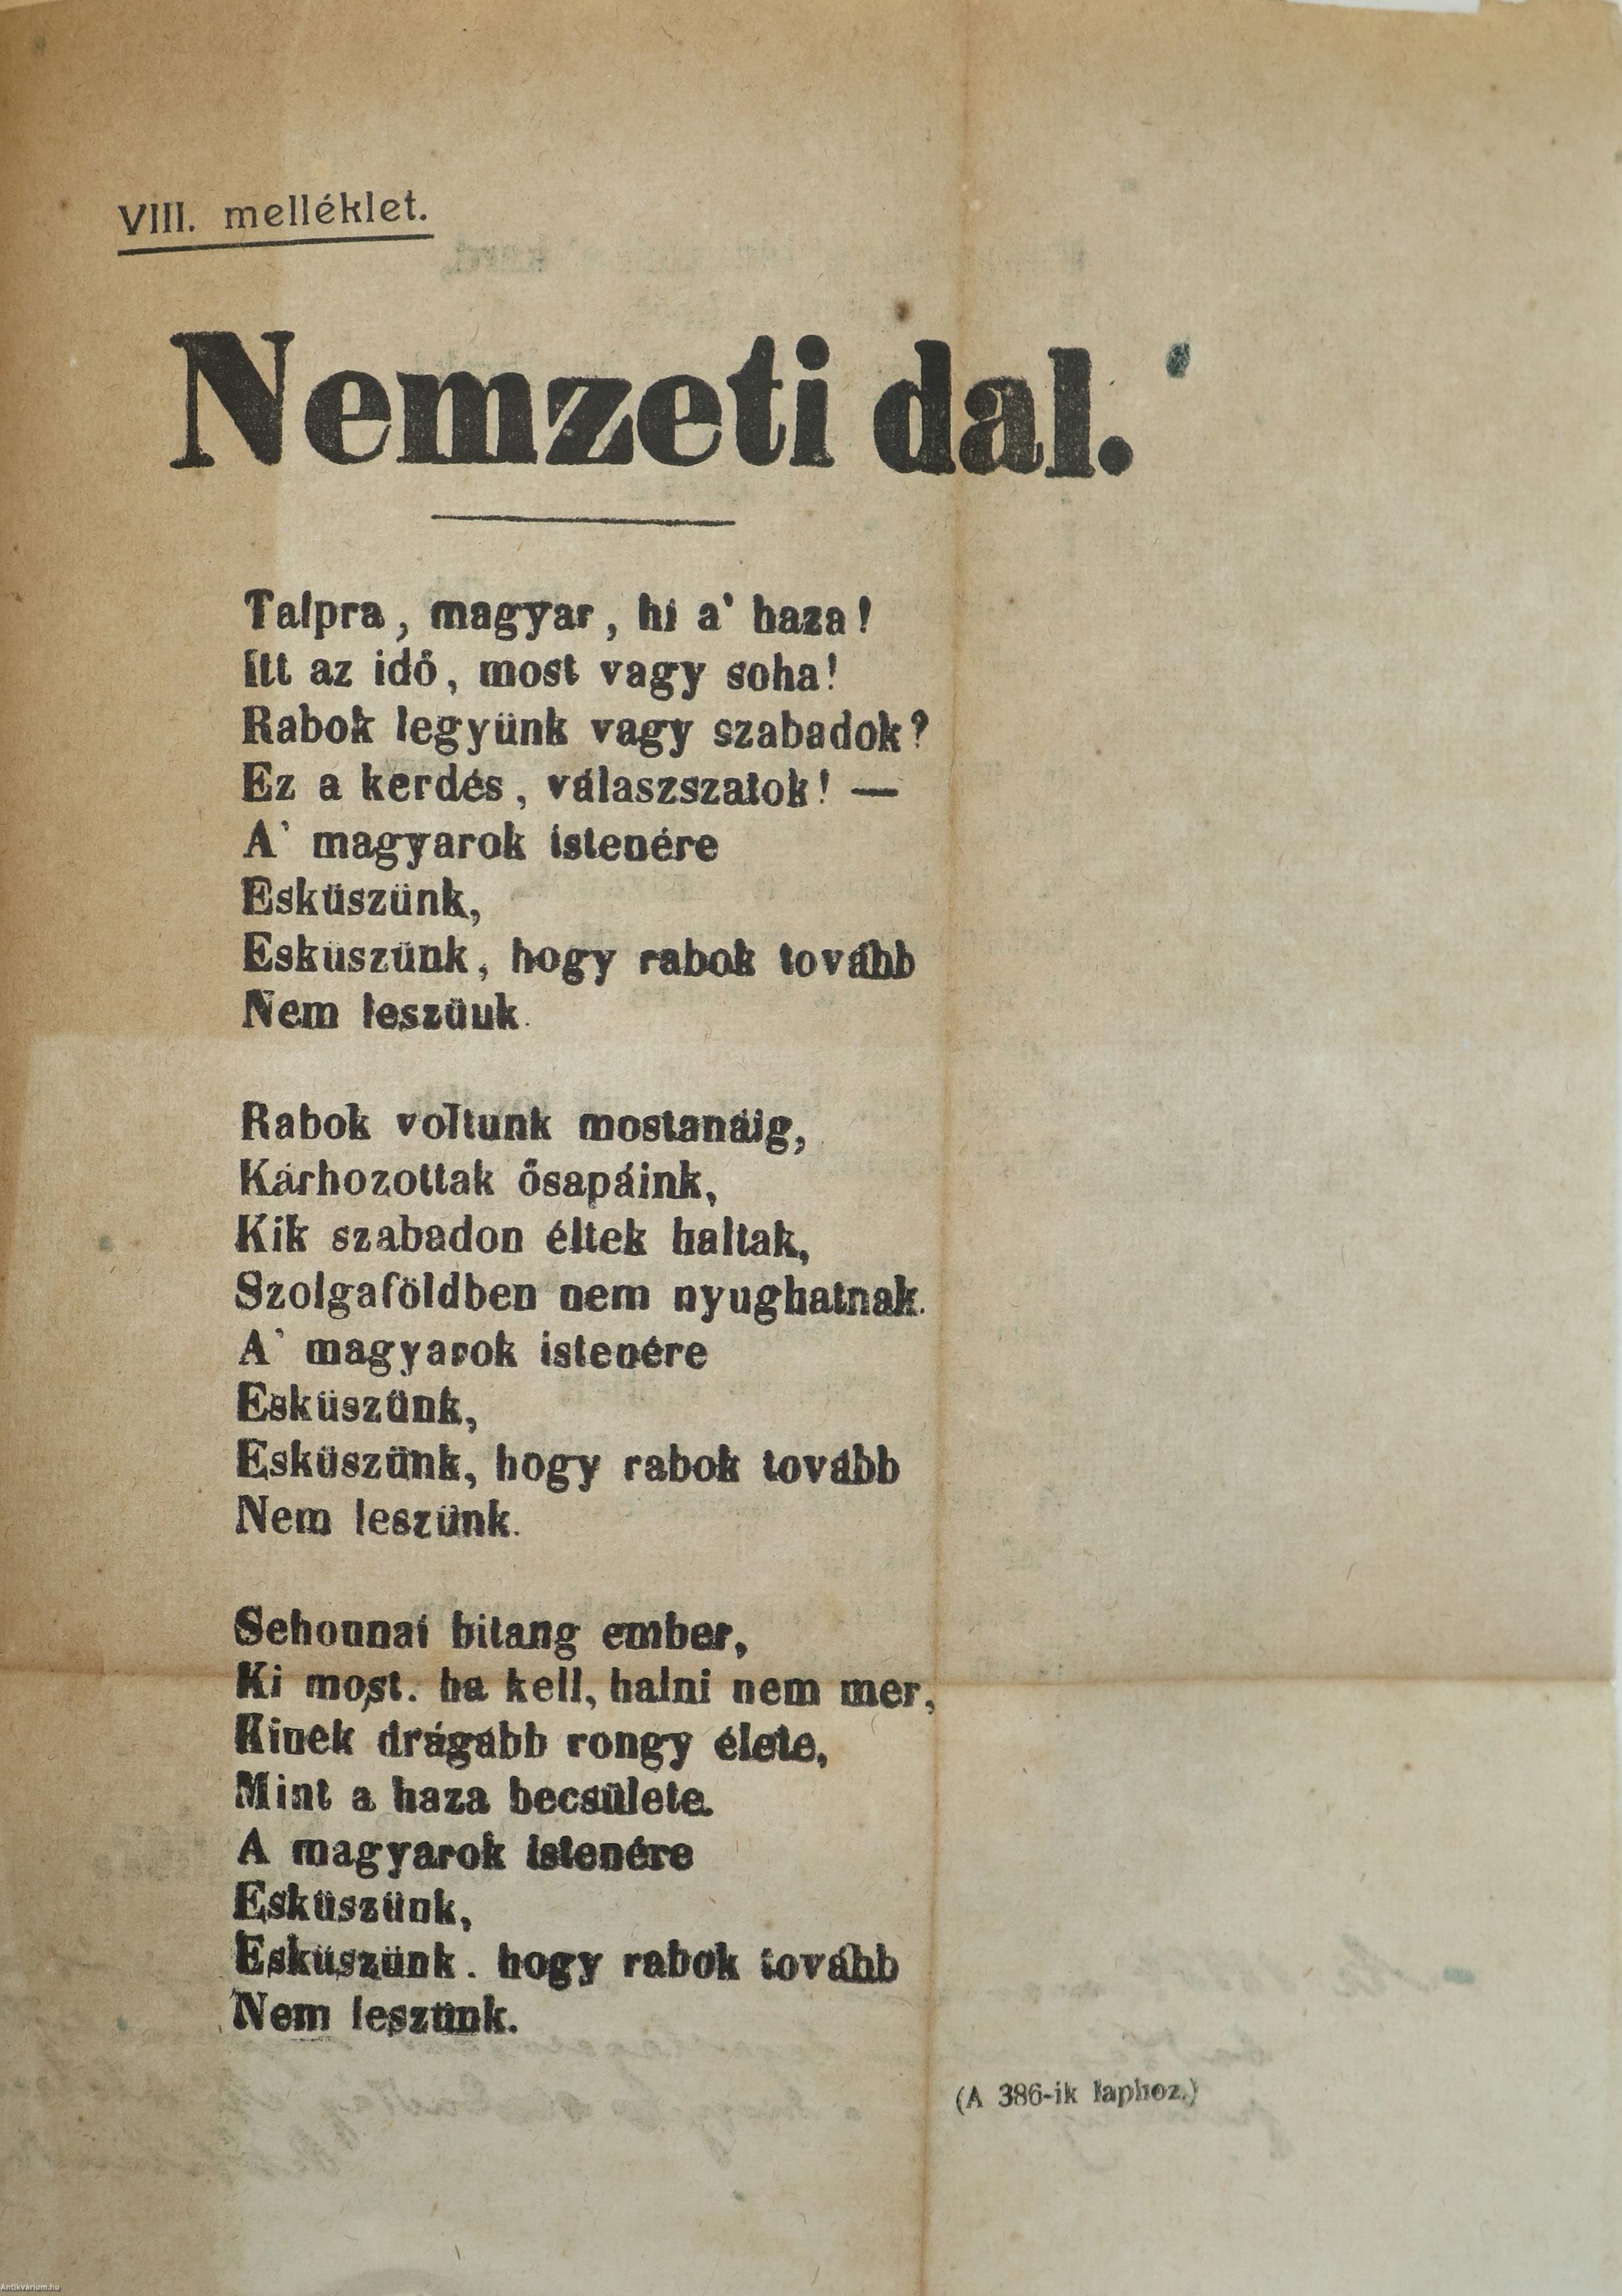 VIII. melléklet.
Nemzeti dal.
Talpra, magyar, hi a' haza!
Itt az idő, most vagy soha!
Rabok legyünk vagy szabadok?
Ez a kerdés, válaszszatok! —
A' magyarok istenére
Esküszünk,
Esküszünk, hogy rabok tovább
Nem leszünk.
Rabok voltunk mostanáig,
Kárhozottak ősapáink,
Kik szabadon éltek haltak,
Szolgaföldben nem nyughatnak.
A' magyarok istenére
Esküszünk,
Esküszünk, hogy rabok tovább
Nem leszünk.
Sehonnai bitang ember,
Ki most. ha kell, halni nem mer,
Kinek drágább rongy élete,
Mint a haza becsülete.
A magyarok istenére
Esküszünk,
Esküszünk. hogy rabok tovább
Nem leszünk.
(A 386-ik laphoz.)
Antikvarium.hu